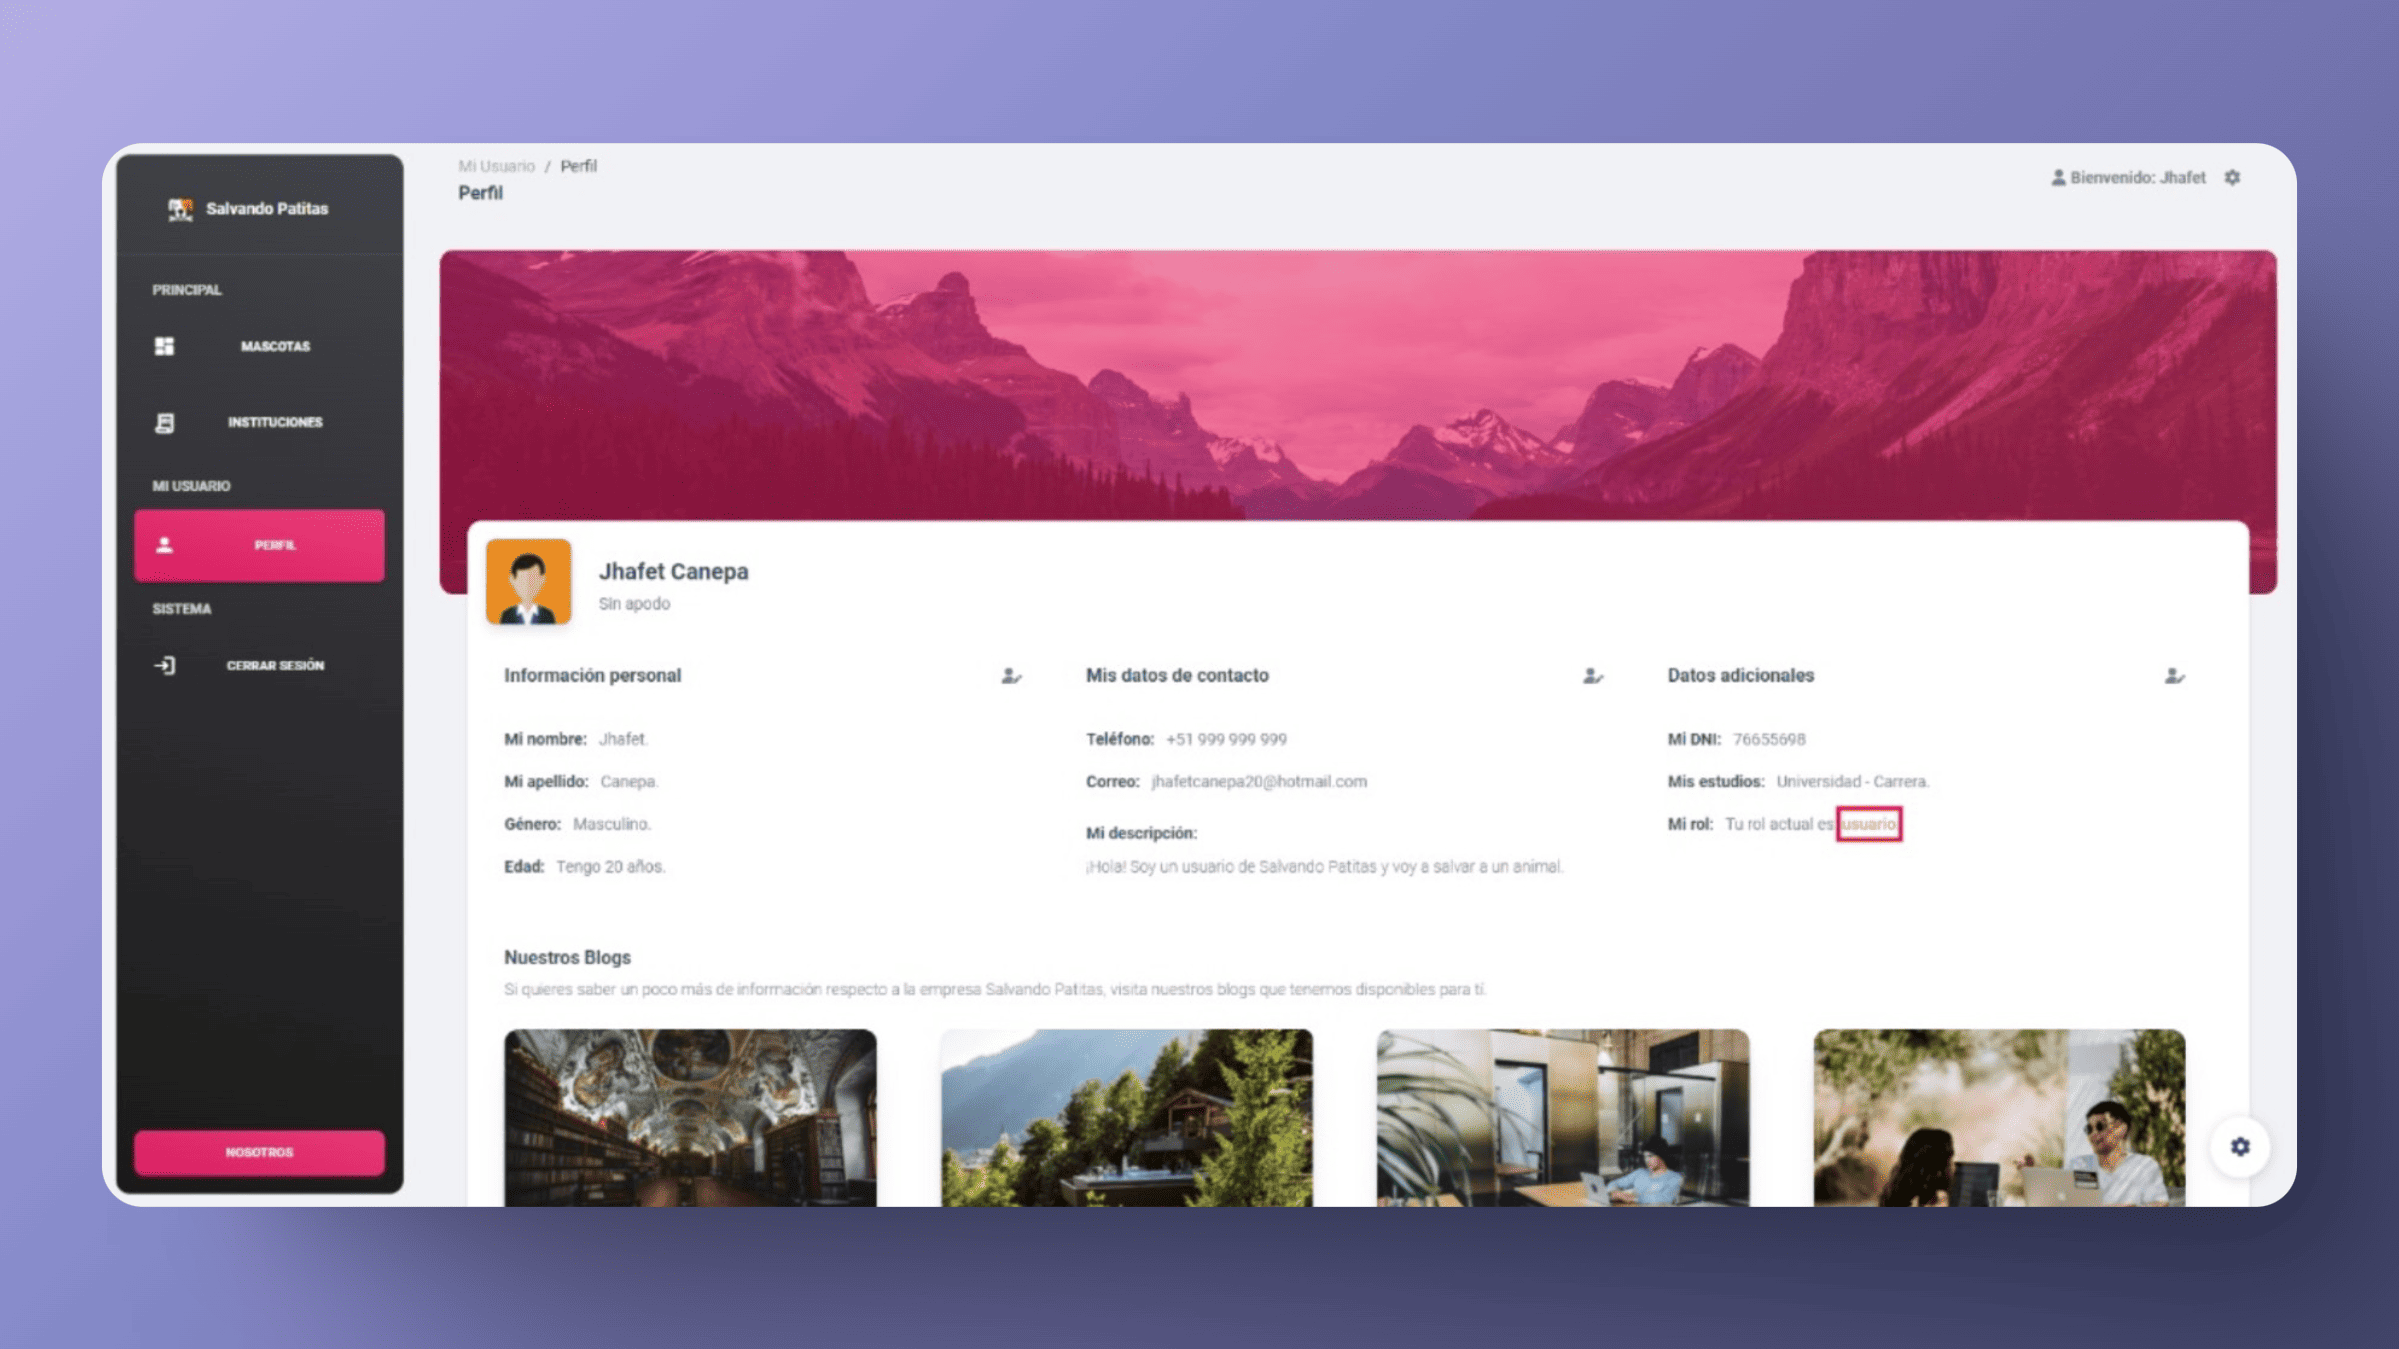 Salvando Patitas
PRINCIPAL
MASCOTAS
INSTITUCIONES
MI USUARIO
PERFIL
SISTEMA
CERRAR SESIÓN
NOSOTROS
Mi Usuario / Perfil
Perfil
Bienvenido: Jhafet
Jhafet Canepa
Sin apodo
Información personal
Mi nombre: Jhafet.
Mi apellido: Canepa.
Género: Masculino.
Edad: Tengo 20 años.
Mis datos de contacto
Teléfono: +51 999 999 999
Correo: jhafetcanepa20@hotmail.com
Mi descripción:
¡Hola! Soy un usuario de Salvando Patitas y voy a salvar a un animal.
Datos adicionales
Mi DNI: 76655698
Mis estudios: Universidad - Carrera.
Mi rol: Tu rol actual es usuario.
Nuestros Blogs
Si quieres saber un poco más de información respecto a la empresa Salvando Patitas, visita nuestros blogs que tenemos disponibles para tí.